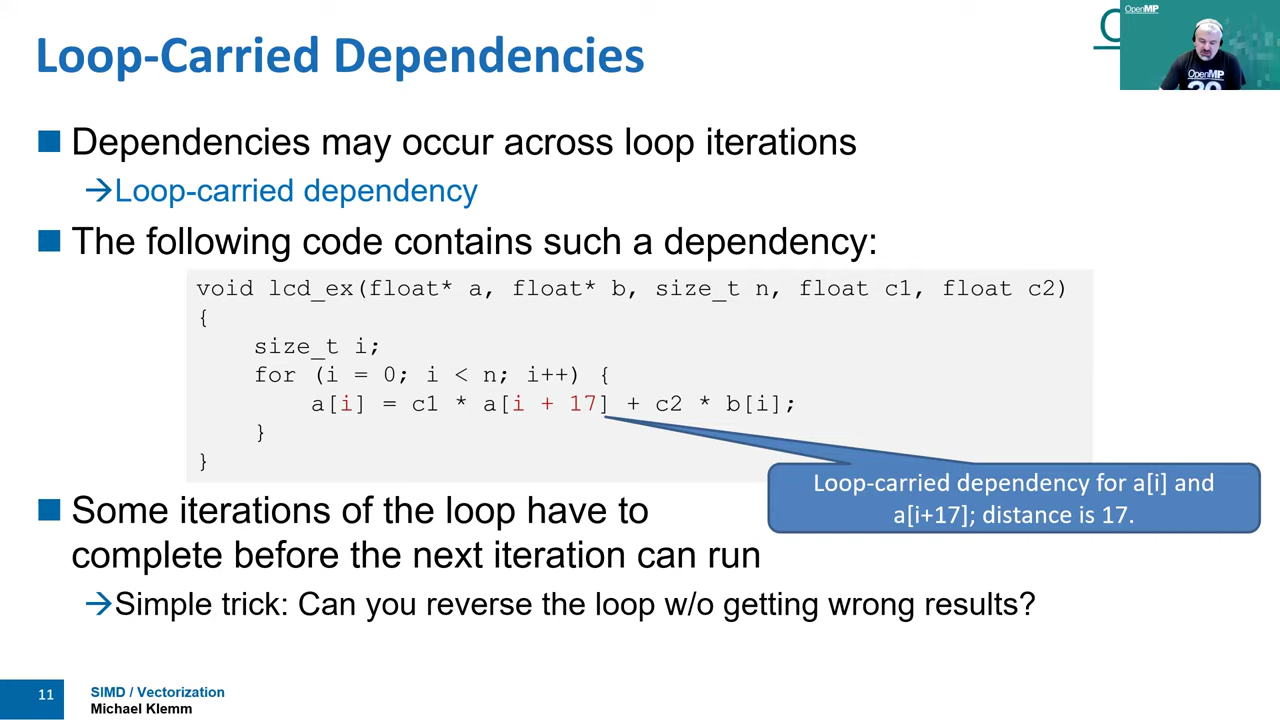 Loop-Carried Dependencies
OpenMP
OpenMP
Dependencies may occur across loop iterations
→Loop-carried dependency
The following code contains such a dependency:
void lcd_ex(float* a, float* b, size_t n, float c1, float c2)
{
size_t i;
for (i = 0; i < n; i++) {
a[i] = c1 * a[i + 17] + c2 * b[i];
}
}
Loop-carried dependency for a[i] and
a[i+17]; distance is 17.
Some iterations of the loop have to
complete before the next iteration can run
→Simple trick: Can you reverse the loop w/o getting wrong results?
11
SIMD / Vectorization
Michael Klemm